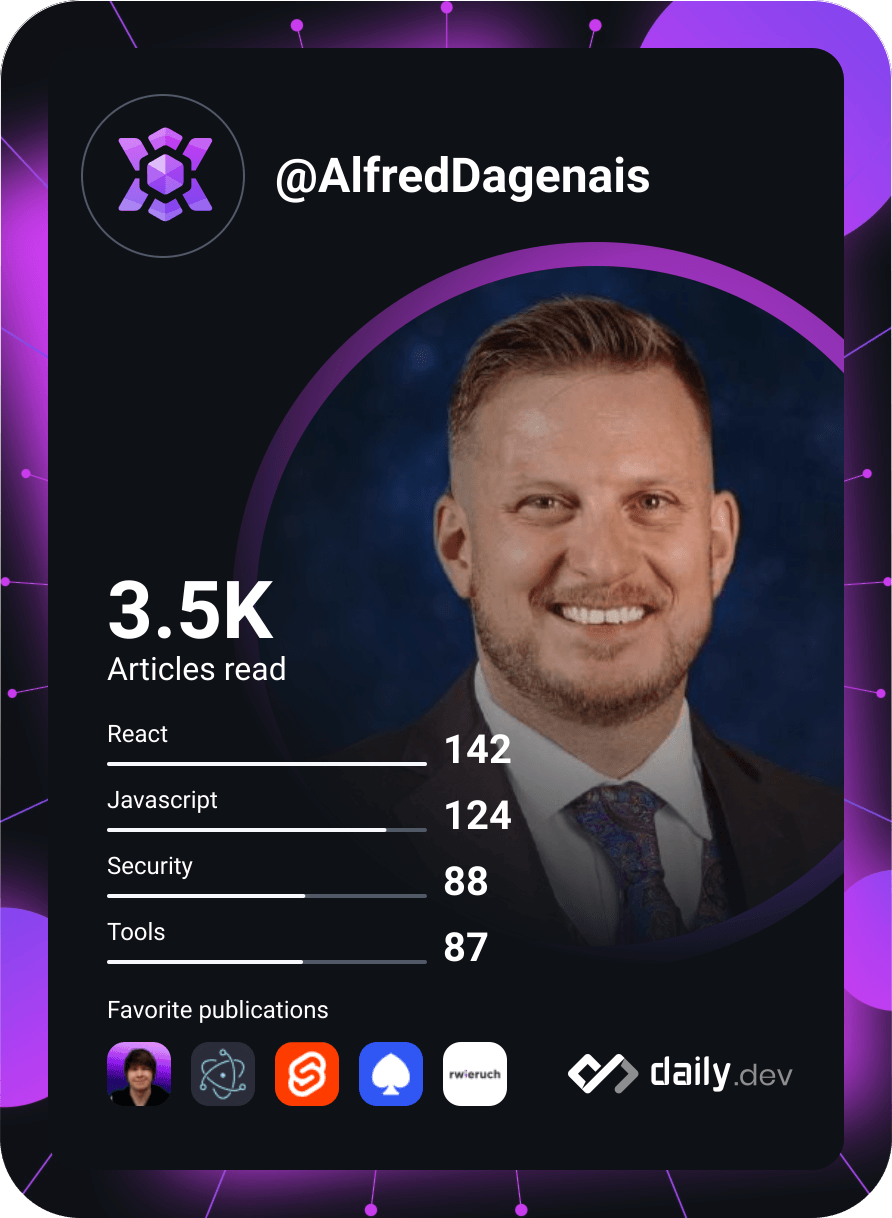 @AlfredDagenais
3.5K
Articles read
React
142
Javascript
124
Security
88
Tools
87
Favorite publications
rwieruch
daily.dev